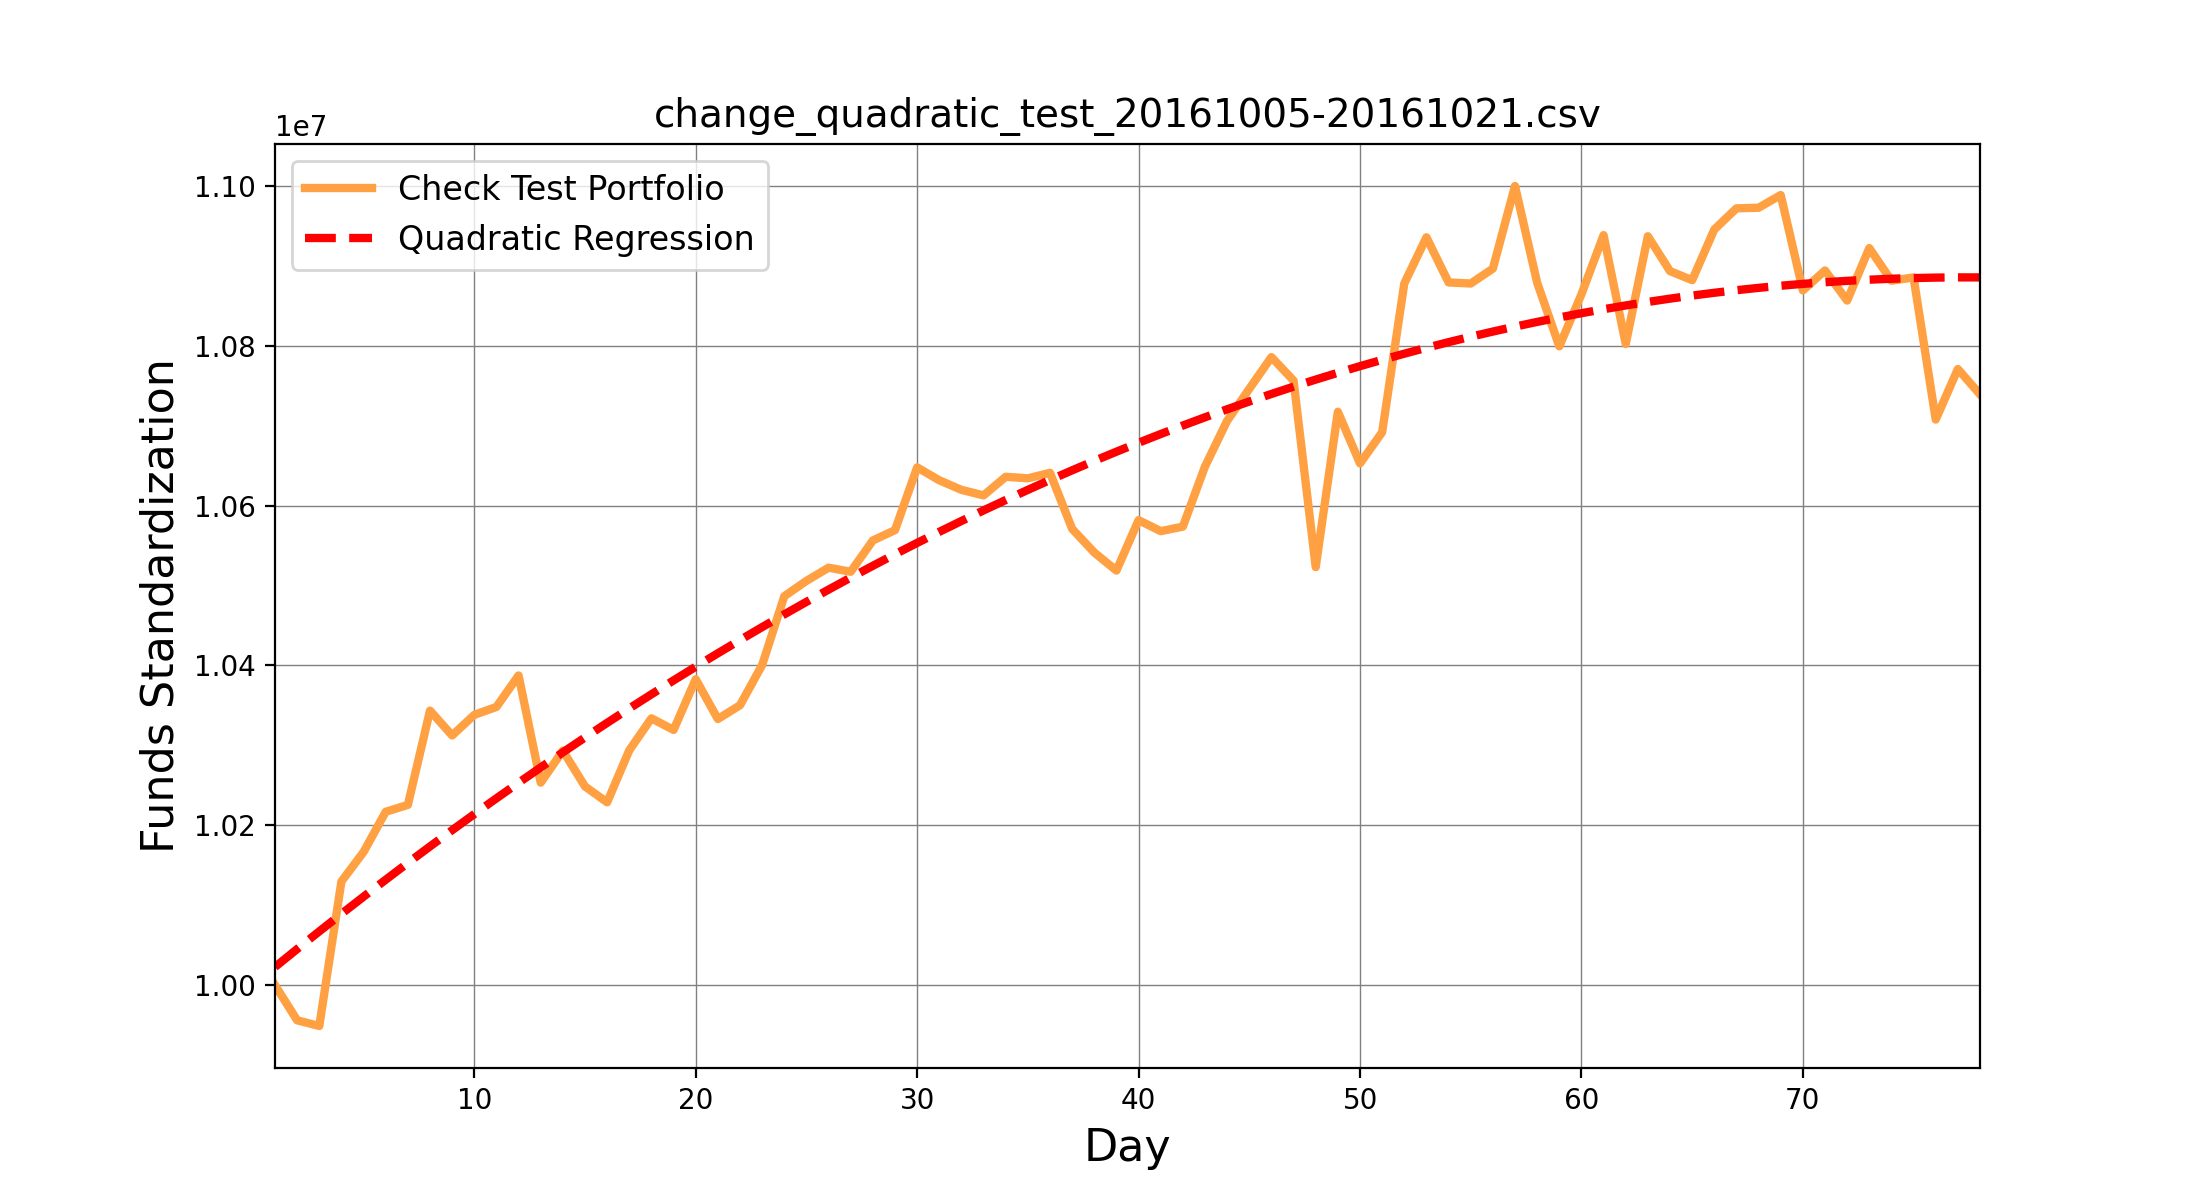 change_quadratic_test_20161005-20161021.csv
1e7
Check Test Portfolio
Quadratic Regression
1.10
1.08
1.06
1.04
1.02
1.00
Funds Standardization
10 20 30 40 50 60 70
Day